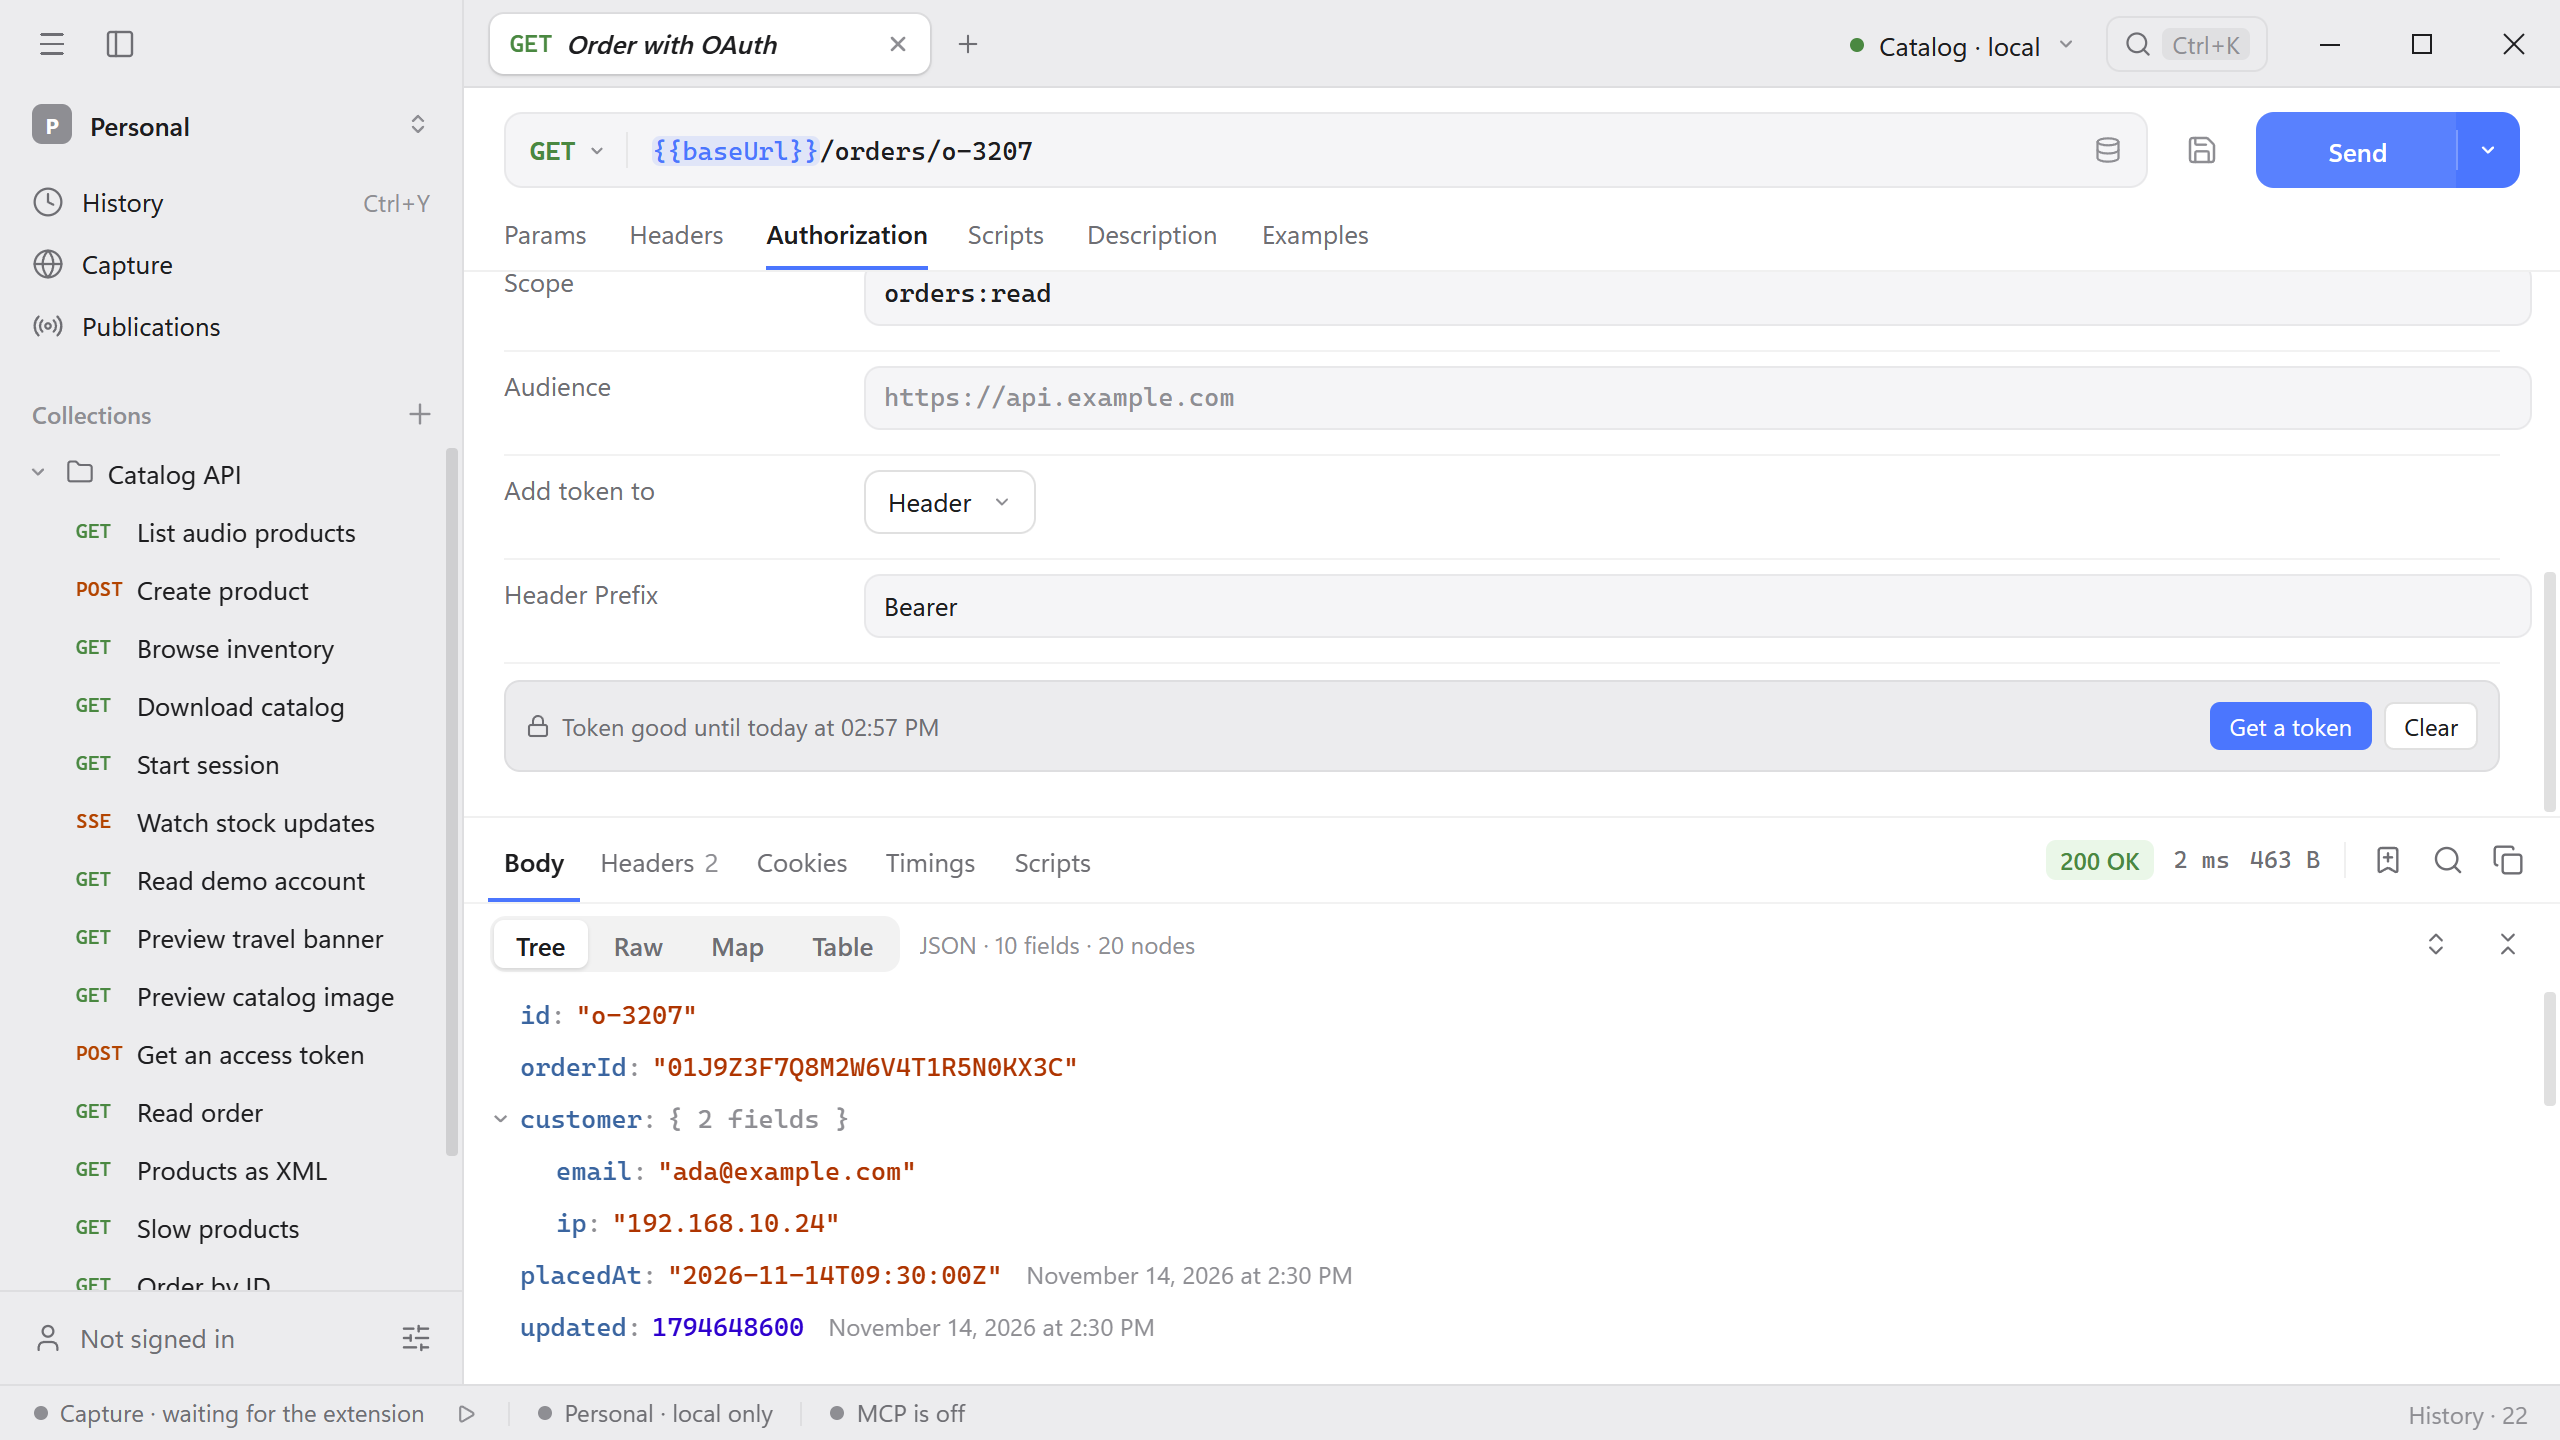 GET Order with OAuth
Catalog · local
Ctrl+K
P Personal
History Ctrl+Y
Capture
Publications
Collections
Catalog API
GET List audio products
POST Create product
GET Browse inventory
GET Download catalog
GET Start session
SSE Watch stock updates
GET Read demo account
GET Preview travel banner
GET Preview catalog image
POST Get an access token
GET Read order
GET Products as XML
GET Slow products
GET Order by ID
Not signed in
GET {{baseUrl}}/orders/o-3207
Send
Params Headers Authorization Scripts Description Examples
Scope orders:read
Audience https://api.example.com
Add token to Header
Header Prefix Bearer
Token good until today at 02:57 PM Get a token Clear
Body Headers 2 Cookies Timings Scripts 200 OK 2 ms 463 B
Tree Raw Map Table JSON · 10 fields · 20 nodes
id: "o-3207"
orderId: "01J9Z3F7Q8M2W6V4T1R5N0KX3C"
customer: { 2 fields }
email: "ada@example.com"
ip: "192.168.10.24"
placedAt: "2026-11-14T09:30:00Z" November 14, 2026 at 2:30 PM
updated: 1794648600 November 14, 2026 at 2:30 PM
Capture · waiting for the extension Personal · local only MCP is off History · 22